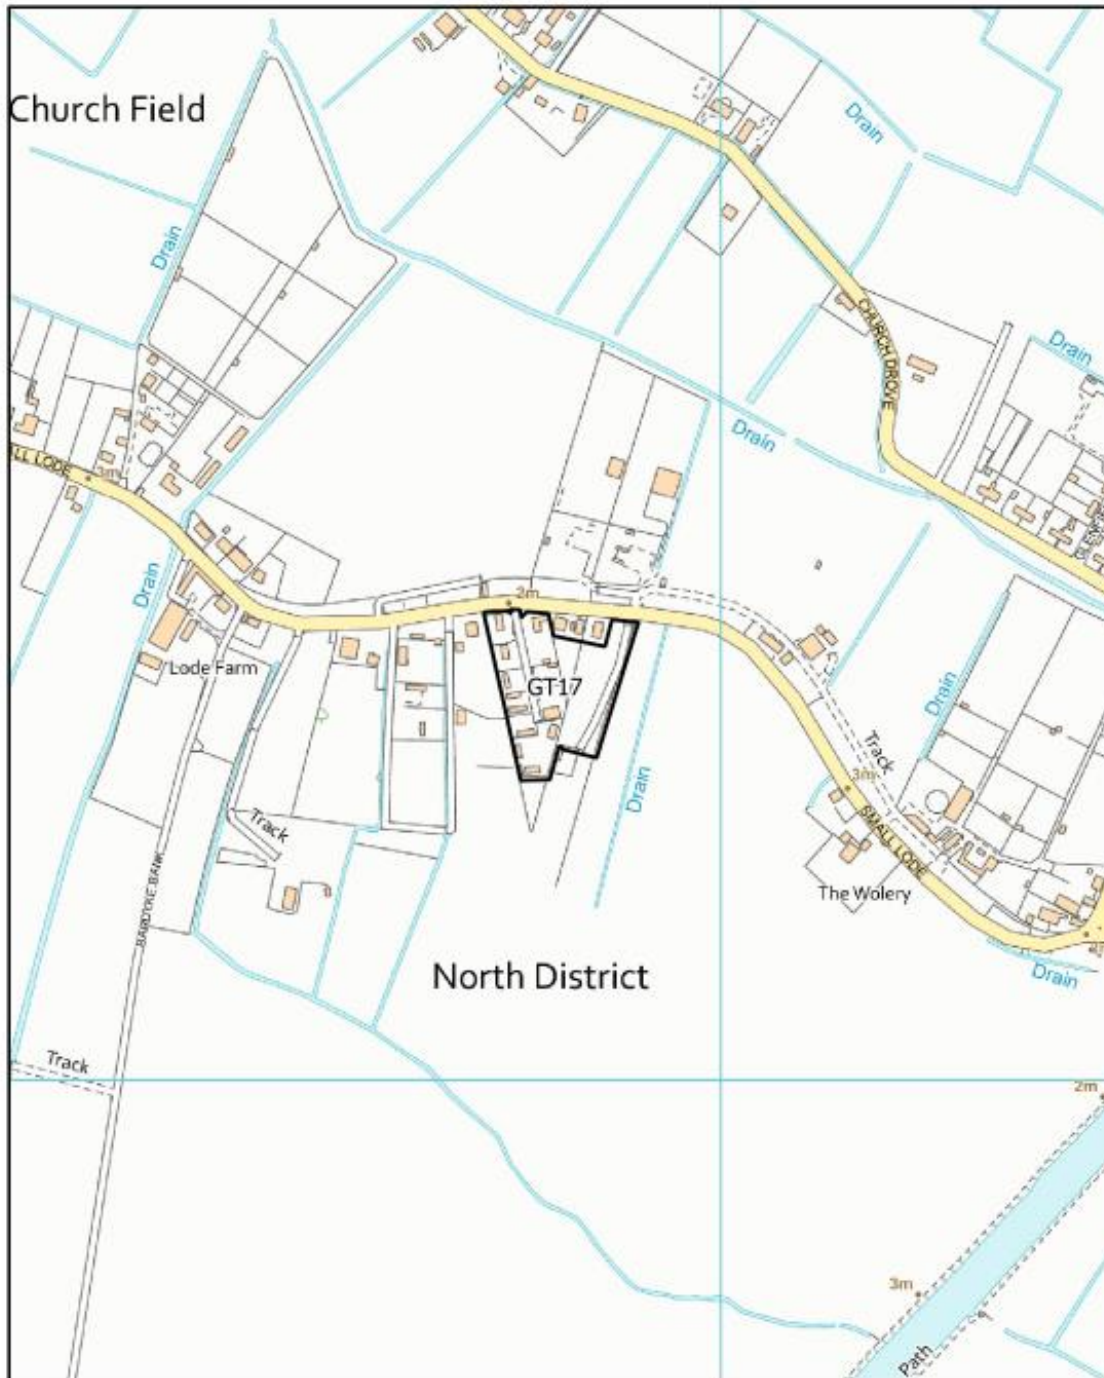 Church Field
Drain
Drain
Drain
CHURCH DROVE
Drain
Drain
SMALL LODE
3m
Drain
2m
Lode Farm
GT17
Drain
Drain
Track
3m
SMALL LODE
Track
The Wolery
BARDYKE BANK
North District
Drain
Track
2m
3m
Path